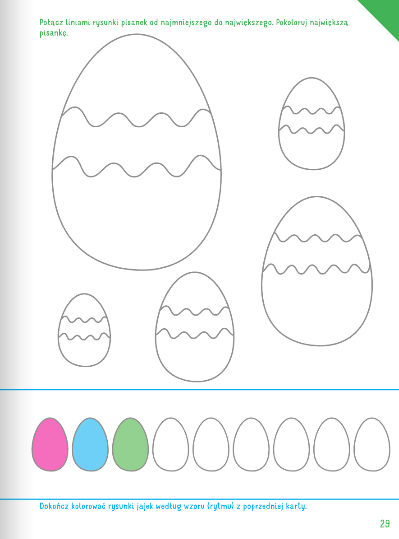 Połącz liniami rysunki pisanek od najmniejszego do największego. Pokoloruj największą
pisankę.
Dokończ kolorować rysunki jajek według wzoru (rytmu) z poprzedniej karty.
29